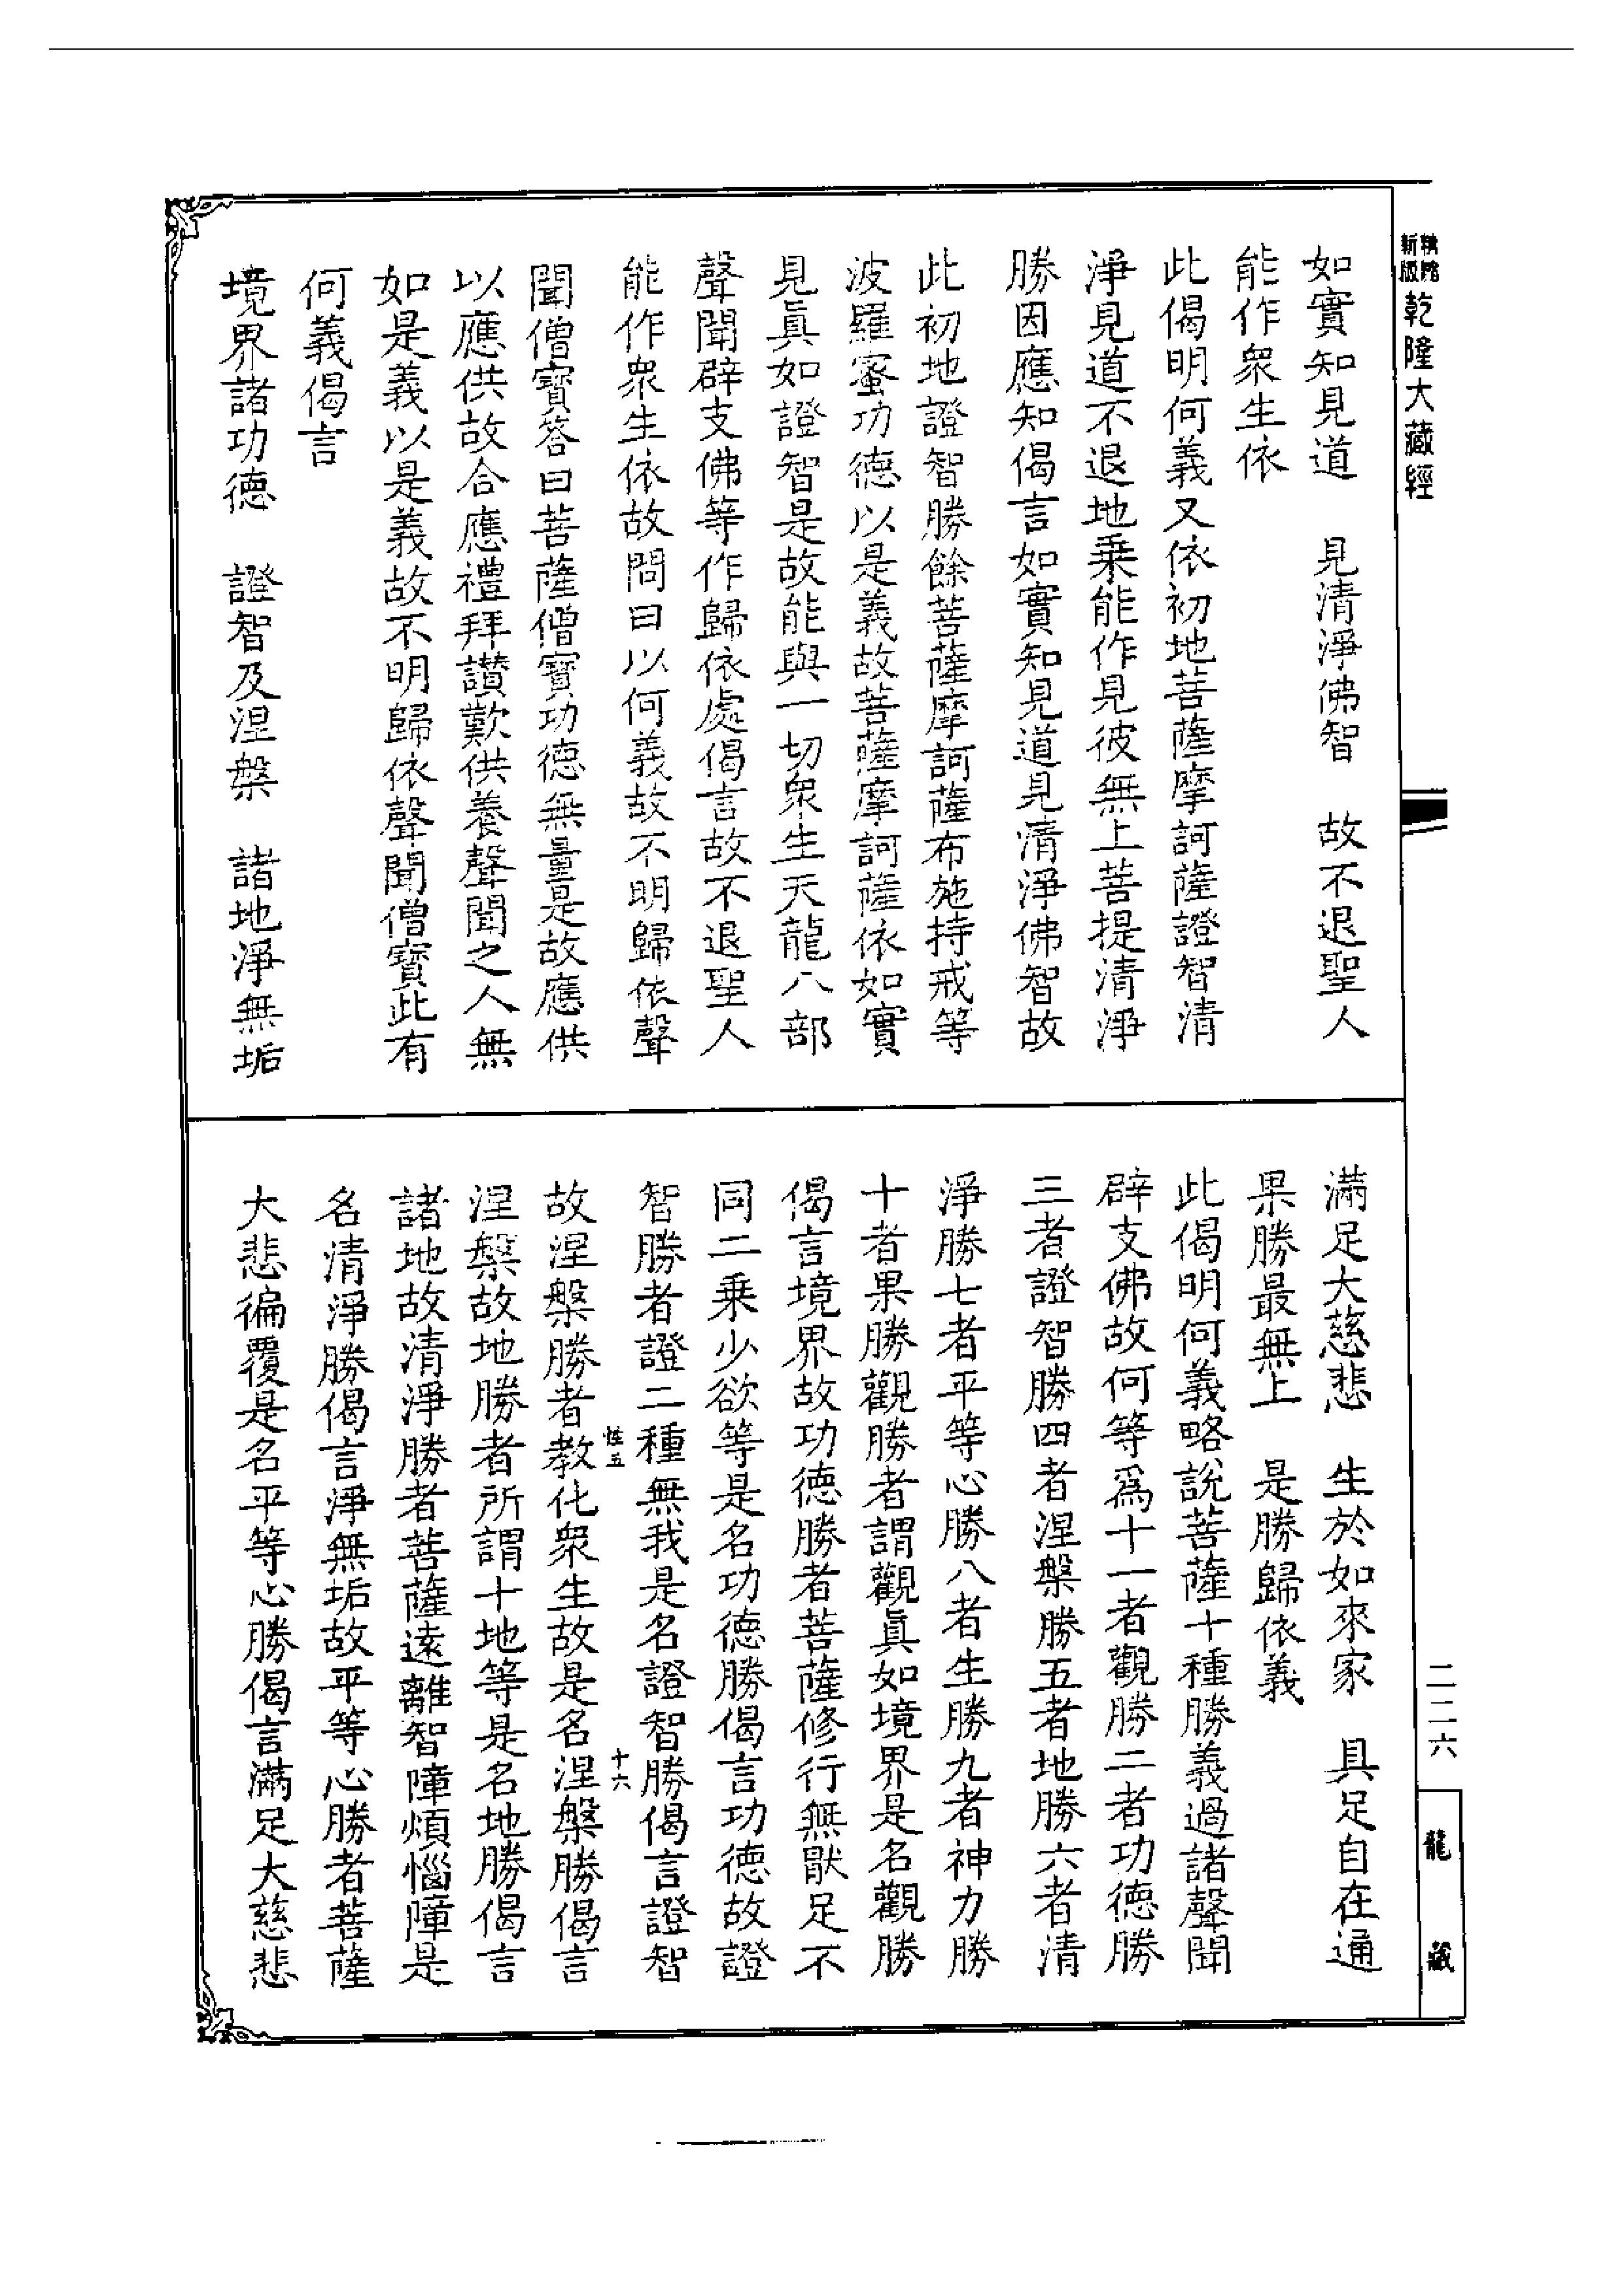 新版
乾隆大藏經
如實知見道　見清淨佛智　故不退聖人
能作衆生依
此偈明何義又依初地菩薩摩訶薩證智清
淨見道不退地乗能作見彼無上菩提清淨
勝因應知偈言如實知見道見清淨佛智故
此初地證智勝餘菩薩摩訶薩布施持戒等
波羅蜜功德以是義故菩薩摩訶薩依如實
見眞如證智是故能與一切衆生天龍八部
聲聞辟支佛等作歸依處偈言故不退聖人
能作衆生依故問曰以何義故不明歸依聲
聞僧寶答曰菩薩僧寶功德無量是故應供
以應供故合應禮拜讃歎供養聲聞之人無
如是義以是義故不明歸依聲聞僧寶此有
何義偈言
境界諸功德　證智及涅槃　諸地淨無垢
滿足大慈悲　生於如來家　具足自在通
果勝最無上　是勝歸依義
此偈明何義略說菩薩十種勝義過諸聲聞
辟支佛故何等爲十一者觀勝二者功德勝
三者證智勝四者涅槃勝五者地勝六者清
淨勝七者平等心勝八者生勝九者神力勝
十者果勝觀勝者謂觀眞如境界是名觀勝
偈言境界故功德勝者菩薩修行無猒足不
同二乗少欲等是名功德勝偈言功德故證
智勝者證二種無我是名證智勝偈言證智
性五
十六
故涅槃勝者教化衆生故是名涅槃勝偈言
涅槃故地勝者所謂十地等是名地勝偈言
諸地故清淨勝者菩薩遠離智障煩惱障是
名清淨勝偈言淨無垢故平等心勝者菩薩
大悲徧覆是名平等心勝偈言滿足大慈悲
二二六
龍藏